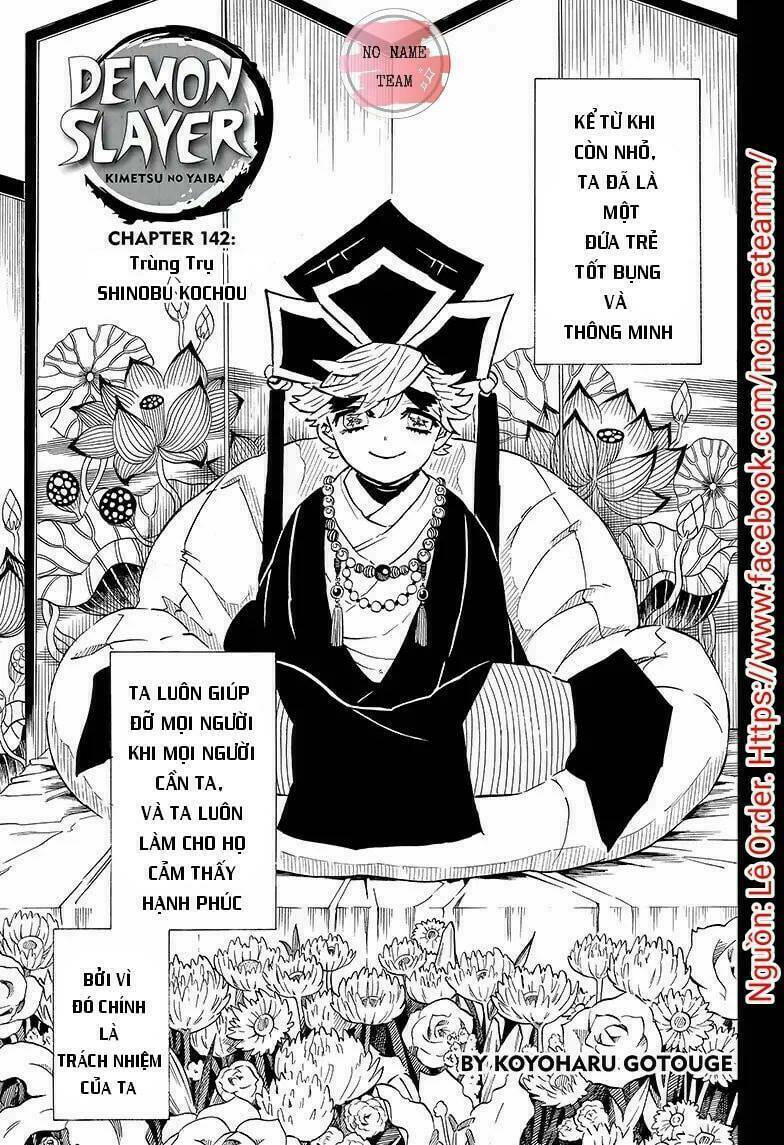 NO NAME
TEAM
DEMON
SLAYER
KIMETSU NO YAIBA
CHAPTER 142:
Trùng Trụ
SHINOBU KOCHOU
KỂ TỪ KHI
CÒN NHỎ,
TA ĐÃ LÀ
MỘT
ĐỨA TRẺ
TỐT BỤNG
VÀ
THÔNG MINH
TA LUÔN GIÚP
ĐỠ MỌI NGƯỜI
KHI MỌI NGƯỜI
CẦN TA,
VÀ TA LUÔN
LÀM CHO HỌ
CẢM THẤY
HẠNH PHÚC
BỞI VÌ
ĐÓ CHÍNH
LÀ
TRÁCH NHIỆM
CỦA TA
BY KOYOHARU GOTOUGE
Nguồn: Lê Order. Https://www.facebook.com/nonameteamm/